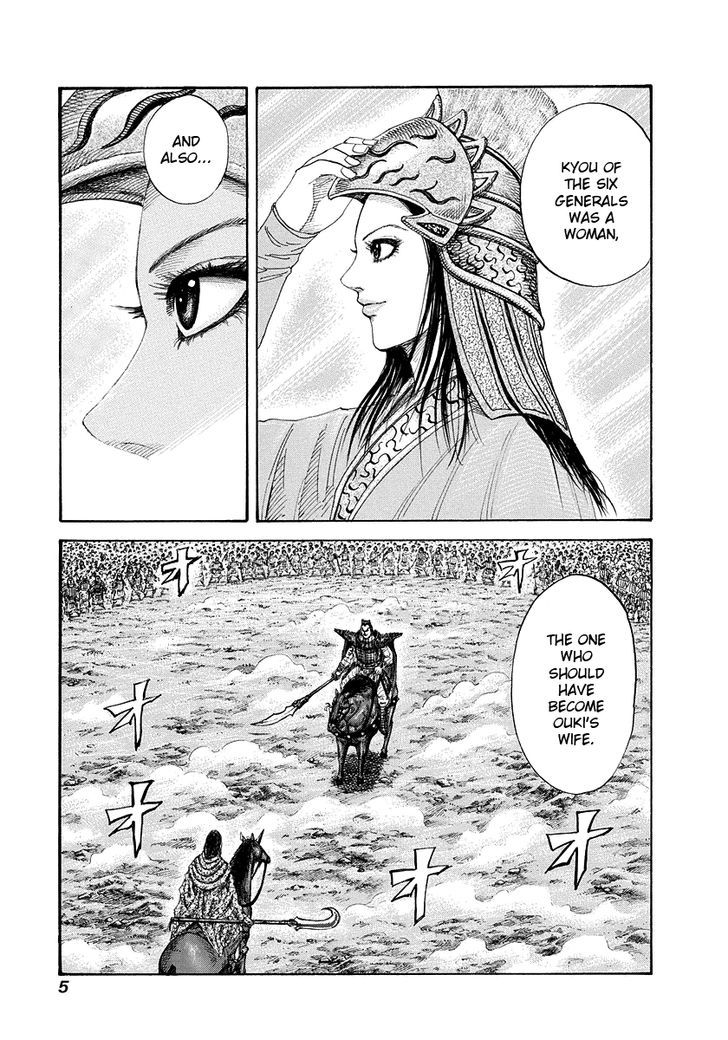 KYOU OF
THE SIX
GENERALS
WAS A
WOMAN,
AND
ALSO...
オ
オ
THE ONE
WHO
SHOULD
HAVE
BECOME
OUKI'S
WIFE.
オ
オ
オ
オ
5